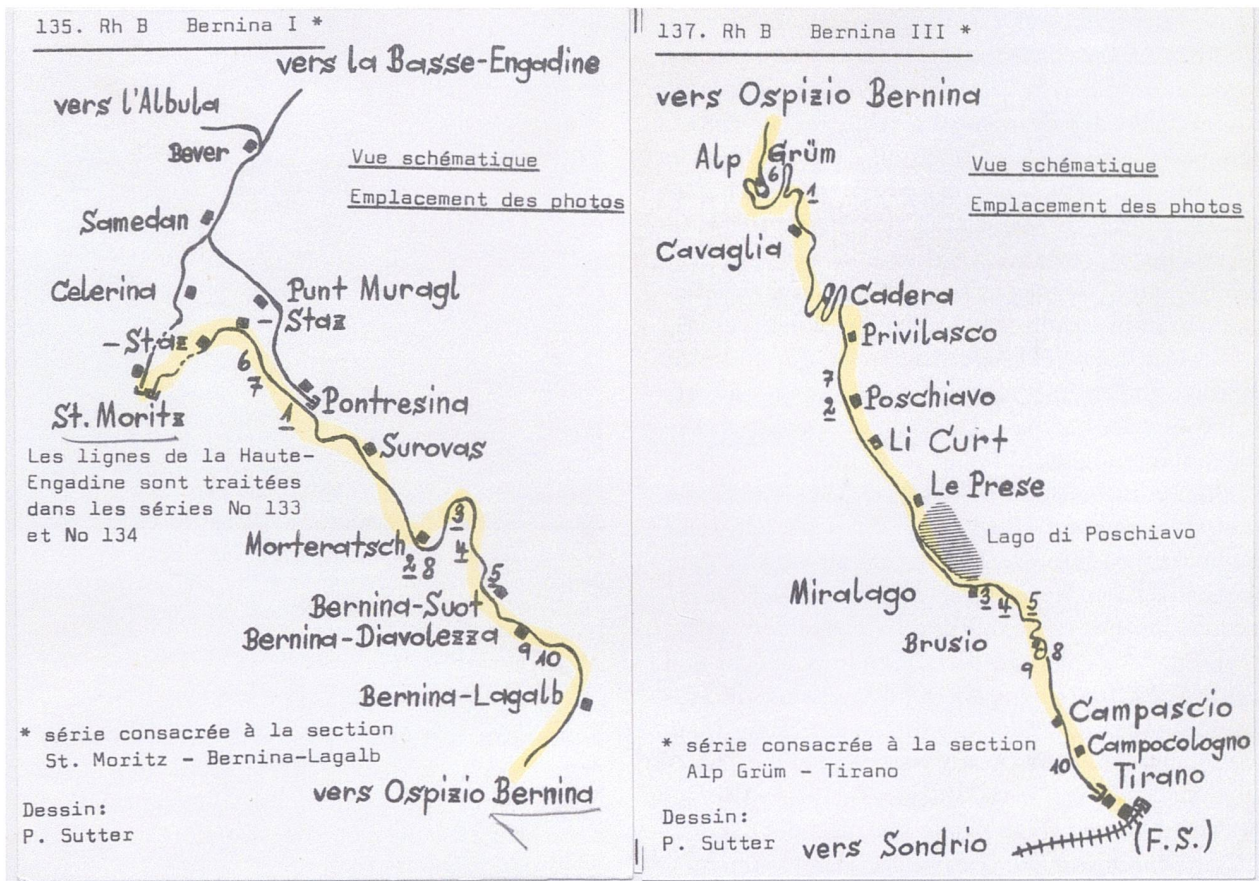 135. Rh B Bernina I *
vers la Basse-Engadine
vers l'Albula
Bever
Vue schématique
Emplacement des photos
Samedan
Celerina
Punt Muragl
- Staz
- Staz
6
7
1
St. Moritz
Pontresina
Surovas
Les lignes de la Haute-
Engadine sont traitées
dans les séries No 133
et No 134
3
4
Morteratsch
2 8
5
Bernina-Suot
Bernina-Diavolezza
9 10
Bernina-Lagalb
* série consacrée à la section
St. Moritz - Bernina-Lagalb
vers Ospizio Bernina
Dessin:
P. Sutter
137. Rh B Bernina III *
vers Ospizio Bernina
Alp Grüm
6
1
Vue schématique
Emplacement des photos
Cavaglia
Cadera
Privilasco
7
2
Poschiavo
Li Curt
Le Prese
Lago di Poschiavo
Miralago
3 4 5
Brusio
8
9
Campascio
Campocologno
10
Tirano
* série consacrée à la section
Alp Grüm - Tirano
Dessin:
P. Sutter
vers Sondrio
(F.S.)